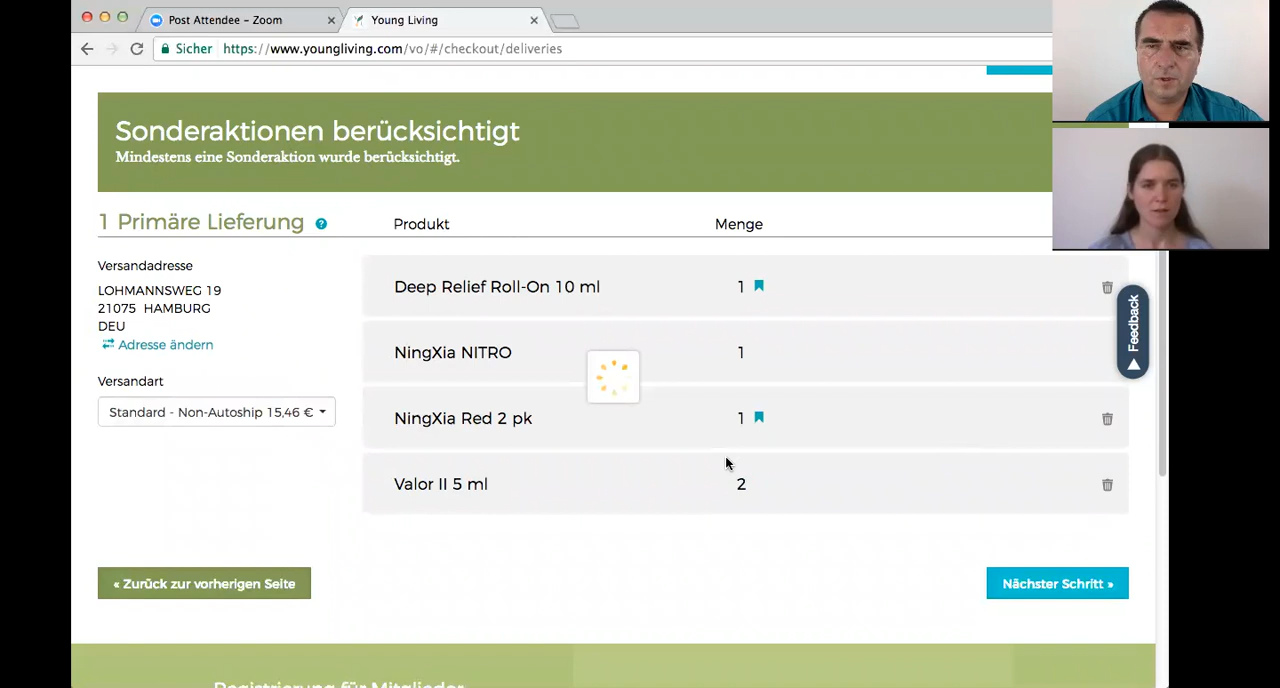 Post Attendee - Zoom
Young Living
Sicher https://www.youngliving.com/vo/#/checkout/deliveries
Sonderaktionen berücksichtigt
Mindestens eine Sonderaktion wurde berücksichtigt.
1 Primäre Lieferung ?
Produkt
Menge
Versandadresse
LOHMANNSWEG 19
21075 HAMBURG
DEU
Adresse ändern
Versandart
Standard - Non-Autoship 15,46 €
Deep Relief Roll-On 10 ml 1
NingXia NITRO 1
NingXia Red 2 pk 1
Valor II 5 ml 2
Feedback
« Zurück zur vorherigen Seite
Nächster Schritt »
Registrierung für Mitglieder